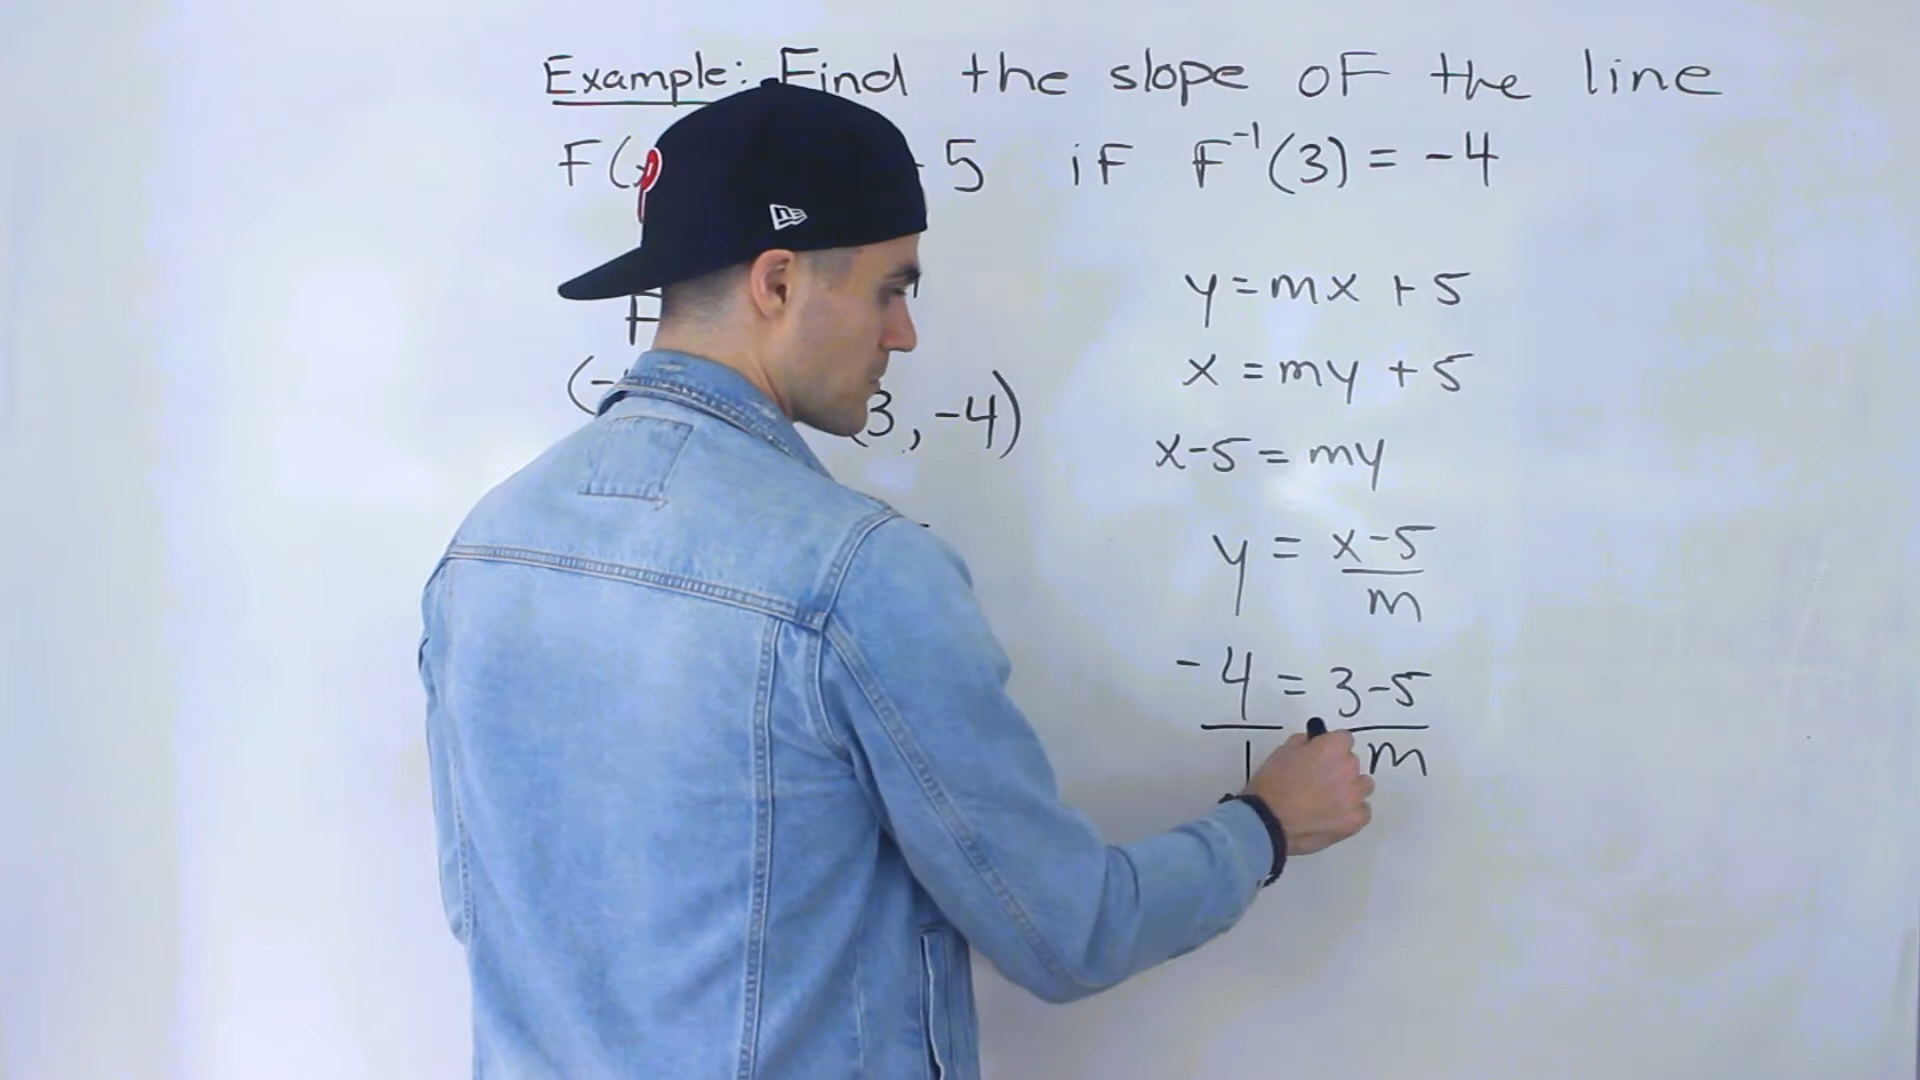 Example: Find the slope of the line
F( 5 if F⁻¹(3) = -4
y = mx + 5
x = my + 5
(- 3, -4)
x-5 = my
y = x-5 / m
-4 / 1 = 3-5 / m